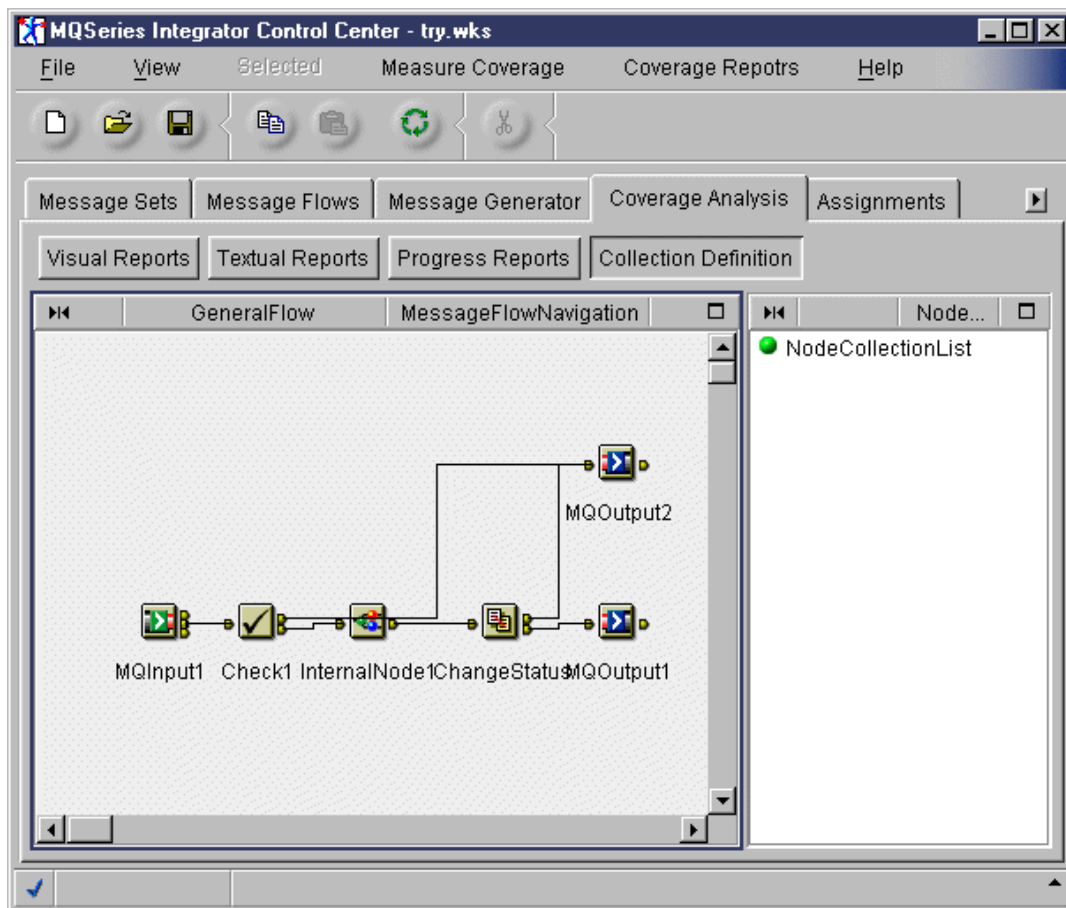 MQSeries Integrator Control Center - try.wks
File View Selected Measure Coverage Coverage Repotrs Help
Message Sets Message Flows Message Generator Coverage Analysis Assignments
Visual Reports Textual Reports Progress Reports Collection Definition
GeneralFlow MessageFlowNavigation Node...
NodeCollectionList
MQOutput2
MQInput1 Check1 InternalNode1 ChangeStatus MQOutput1